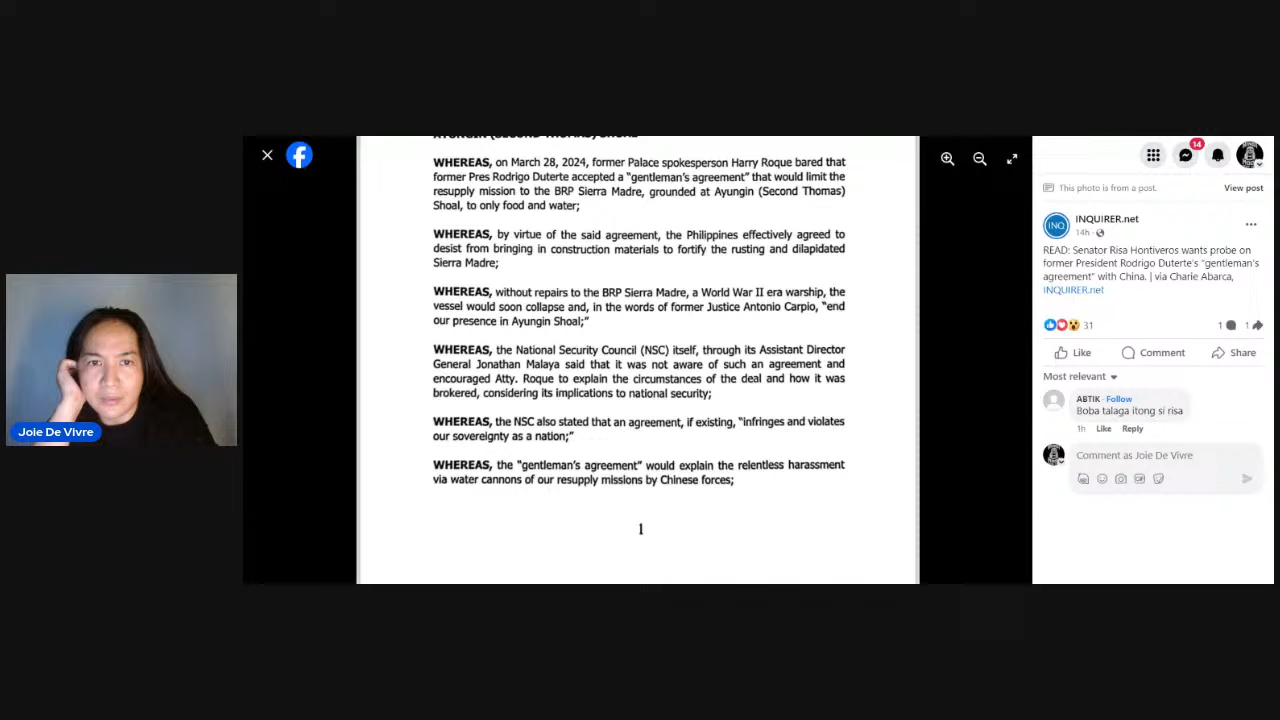 AYUNGIN (SECOND THOMAS) SHOAL
WHEREAS, on March 28, 2024, former Palace spokesperson Harry Roque bared that
former Pres Rodrigo Duterte accepted a “gentleman’s agreement” that would limit the
resupply mission to the BRP Sierra Madre, grounded at Ayungin (Second Thomas)
Shoal, to only food and water;
WHEREAS, by virtue of the said agreement, the Philippines effectively agreed to
desist from bringing in construction materials to fortify the rusting and dilapidated
Sierra Madre;
WHEREAS, without repairs to the BRP Sierra Madre, a World War II era warship, the
vessel would soon collapse and, in the words of former Justice Antonio Carpio, “end
our presence in Ayungin Shoal;”
WHEREAS, the National Security Council (NSC) itself, through its Assistant Director
General Jonathan Malaya said that it was not aware of such an agreement and
encouraged Atty. Roque to explain the circumstances of the deal and how it was
brokered, considering its implications to national security;
WHEREAS, the NSC also stated that an agreement, if existing, “infringes and violates
our sovereignty as a nation;”
WHEREAS, the “gentleman’s agreement” would explain the relentless harassment
via water cannons of our resupply missions by Chinese forces;
1
14
This photo is from a post.
View post
INQ
INQUIRER.net
14h
READ: Senator Risa Hontiveros wants probe on
former President Rodrigo Duterte's "gentleman's
agreement" with China. | via Charie Abarca,
INQUIRER.net
31
1
1
Like
Comment
Share
Most relevant
ABTIK · Follow
Boba talaga itong si risa
1h Like Reply
Comment as Joie De Vivre
GIF
Joie De Vivre